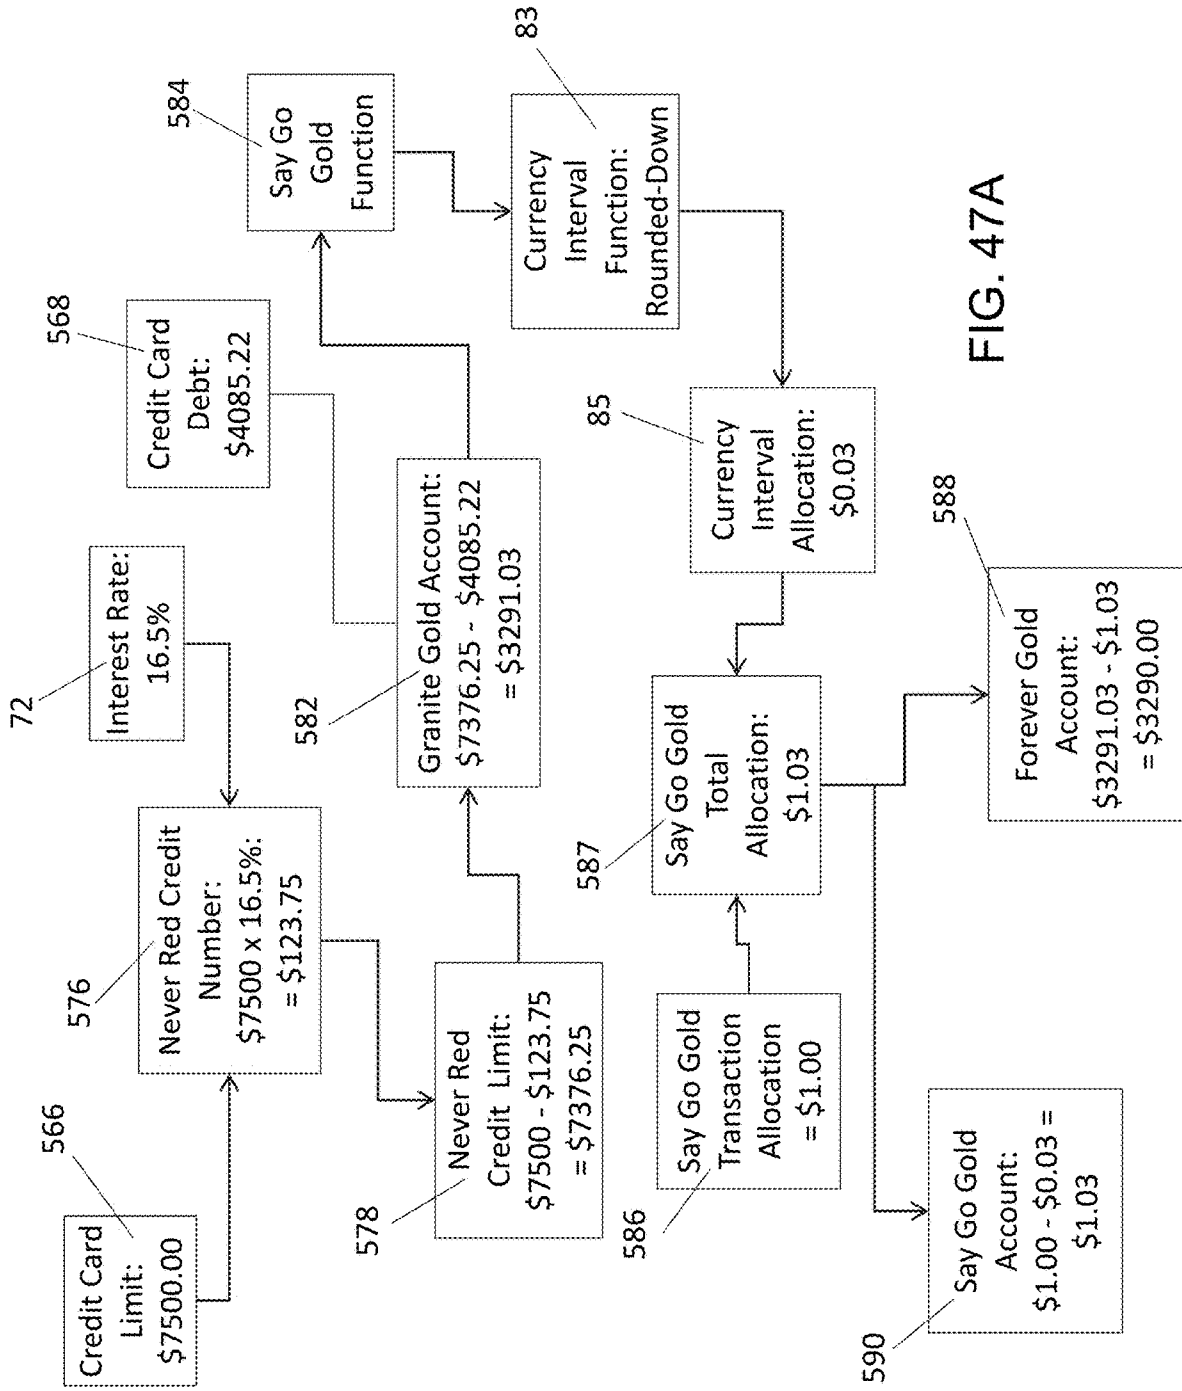 566
Credit Card
Limit:
$7500.00
576
Never Red Credit
Number:
$7500 x 16.5%:
= $123.75
72
Interest Rate:
16.5%
568
Credit Card
Debt:
$4085.22
584
Say Go
Gold
Function
578
Never Red
Credit Limit:
$7500 - $123.75
= $7376.25
582
Granite Gold Account:
$7376.25 - $4085.22
= $3291.03
83
Currency
Interval
Function:
Rounded-Down
586
Say Go Gold
Transaction
Allocation
= $1.00
587
Say Go Gold
Total
Allocation:
$1.03
85
Currency
Interval
Allocation:
$0.03
590
Say Go Gold
Account:
$1.00 - $0.03 =
$1.03
588
Forever Gold
Account:
$3291.03 - $1.03
= $3290.00
FIG. 47A